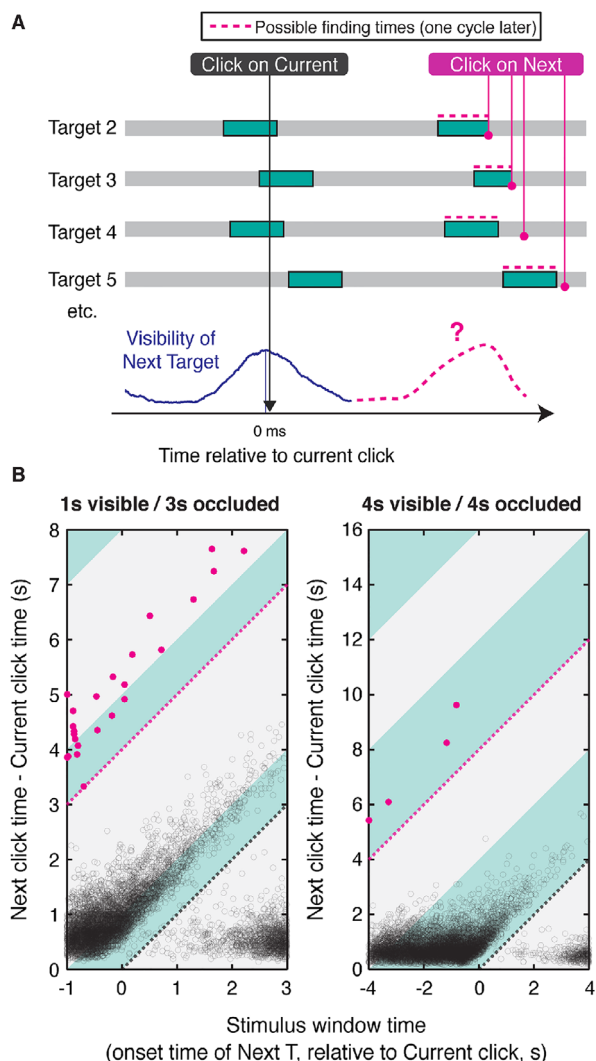 A
Possible finding times (one cycle later)
Click on Current
Click on Next
Target 2
Target 3
Target 4
Target 5
etc.
Visibility of
Next Target
?
0 ms
Time relative to current click
B
1s visible / 3s occluded
4s visible / 4s occluded
Next click time - Current click time (s)
8
7
6
5
4
3
2
1
0
-1
0
1
2
3
Next click time - Current click time (s)
16
14
12
10
8
6
4
2
0
-4
-2
0
2
4
Stimulus window time
(onset time of Next T, relative to Current click, s)